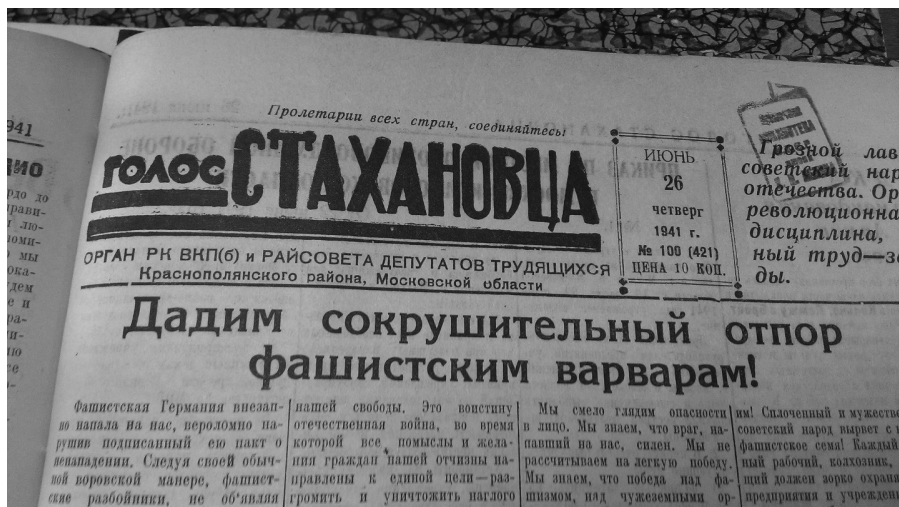 941
Пролетарии всех стран, соединяйтесь!
ГОЛОС СТАХАНОВЦА
ОРГАН РК ВКП(б) и РАЙСОВЕТА ДЕПУТАТОВ ТРУДЯЩИХСЯ
Краснополянского района, Московской области
ИЮНЬ
26
четверг
1941 г.
№ 100 (421)
ЦЕНА 10 КОП.
Грозной лав
советский нар
отечества. Ор
революционна
дисциплина,
ный труд—з
ды.
Дадим сокрушительный отпор
фашистским варварам!
Фашистская Германия внезап-
но напала на нас, вероломно на-
рушив подписанный ею пакт о
ненападении. Следуя своей обыч-
ной воровской манере, фашист-
ские разбойники, не об'являя
нашей свободы. Это воистину
отечественная война, во время
которой все помыслы и жела-
ния граждан нашей отчизны на-
правлены к единой цели—раз-
громить и уничтожить наглого
Мы смело глядим опасности
в лицо. Мы знаем, что враг, на-
павший на нас, силен. Мы не
рассчитываем на легкую победу.
Мы знаем, что победа над фа-
шизмом, над чужеземными ор-
им! Сплоченный и мужество
советский народ вырвет с к
фашистское семя! Каждый
ный рабочий, колхозник,
щий должен зорко охраня
предприятия и учрежден